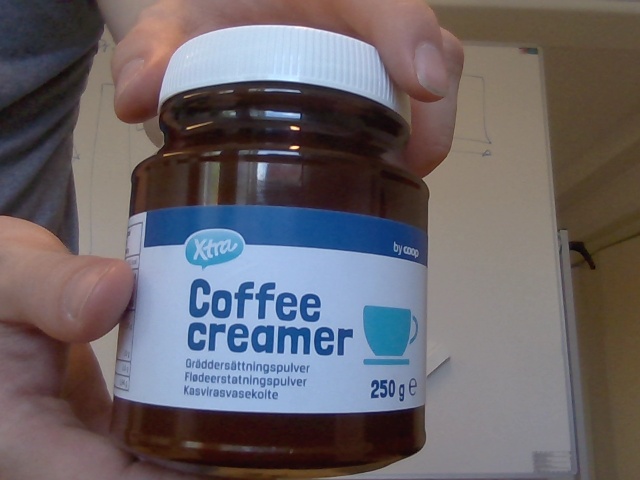 Xtra
by coop
Coffee
creamer
Gräddersättningspulver
Flødeerstatningspulver
Kasvirasvasekoite
250 g ℮